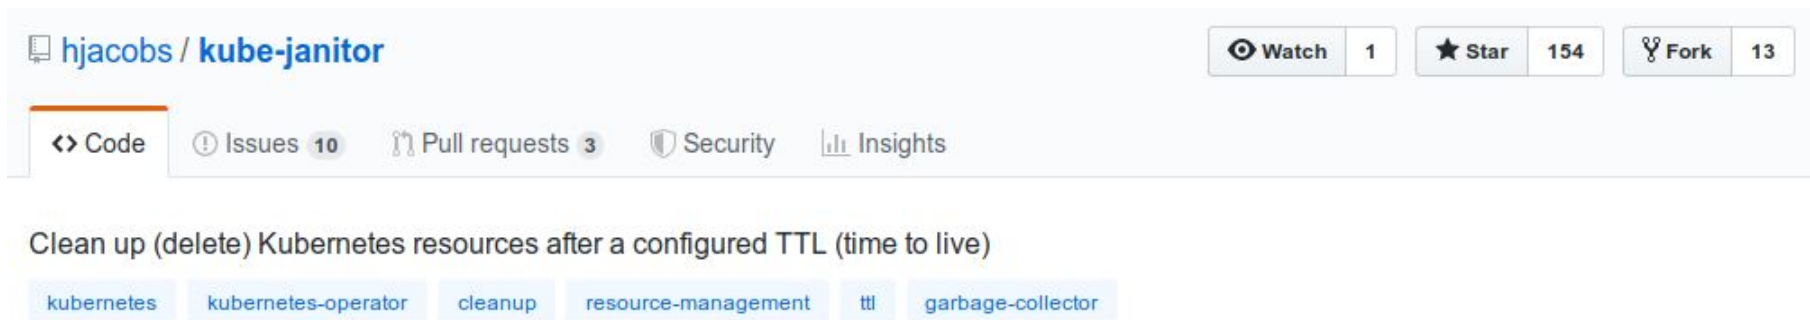 hjacobs / kube-janitor
Watch 1 Star 154 Fork 13
Code Issues 10 Pull requests 3 Security Insights
Clean up (delete) Kubernetes resources after a configured TTL (time to live)
kubernetes kubernetes-operator cleanup resource-management ttl garbage-collector